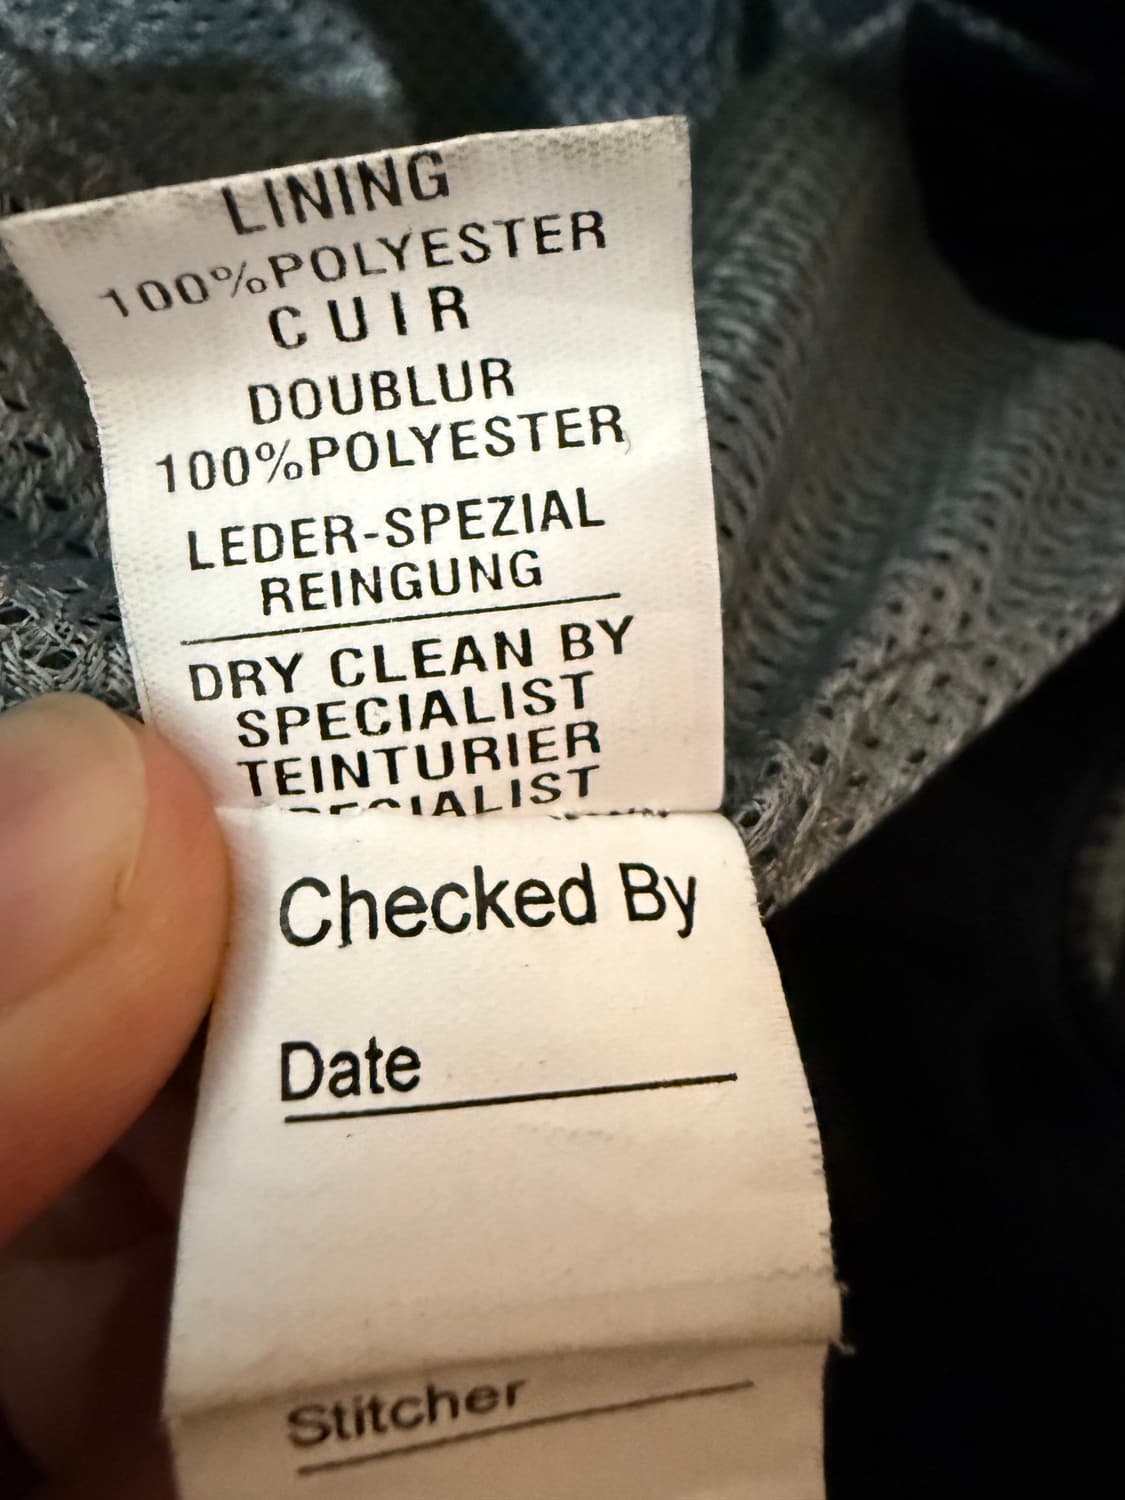 LINING
100%POLYESTER
CUIR
DOUBLUR
100%POLYESTER
LEDER-SPEZIAL
REINGUNG
DRY CLEAN BY
SPECIALIST
TEINTURIER
SPECIALIST
Checked By
Date
Stitcher